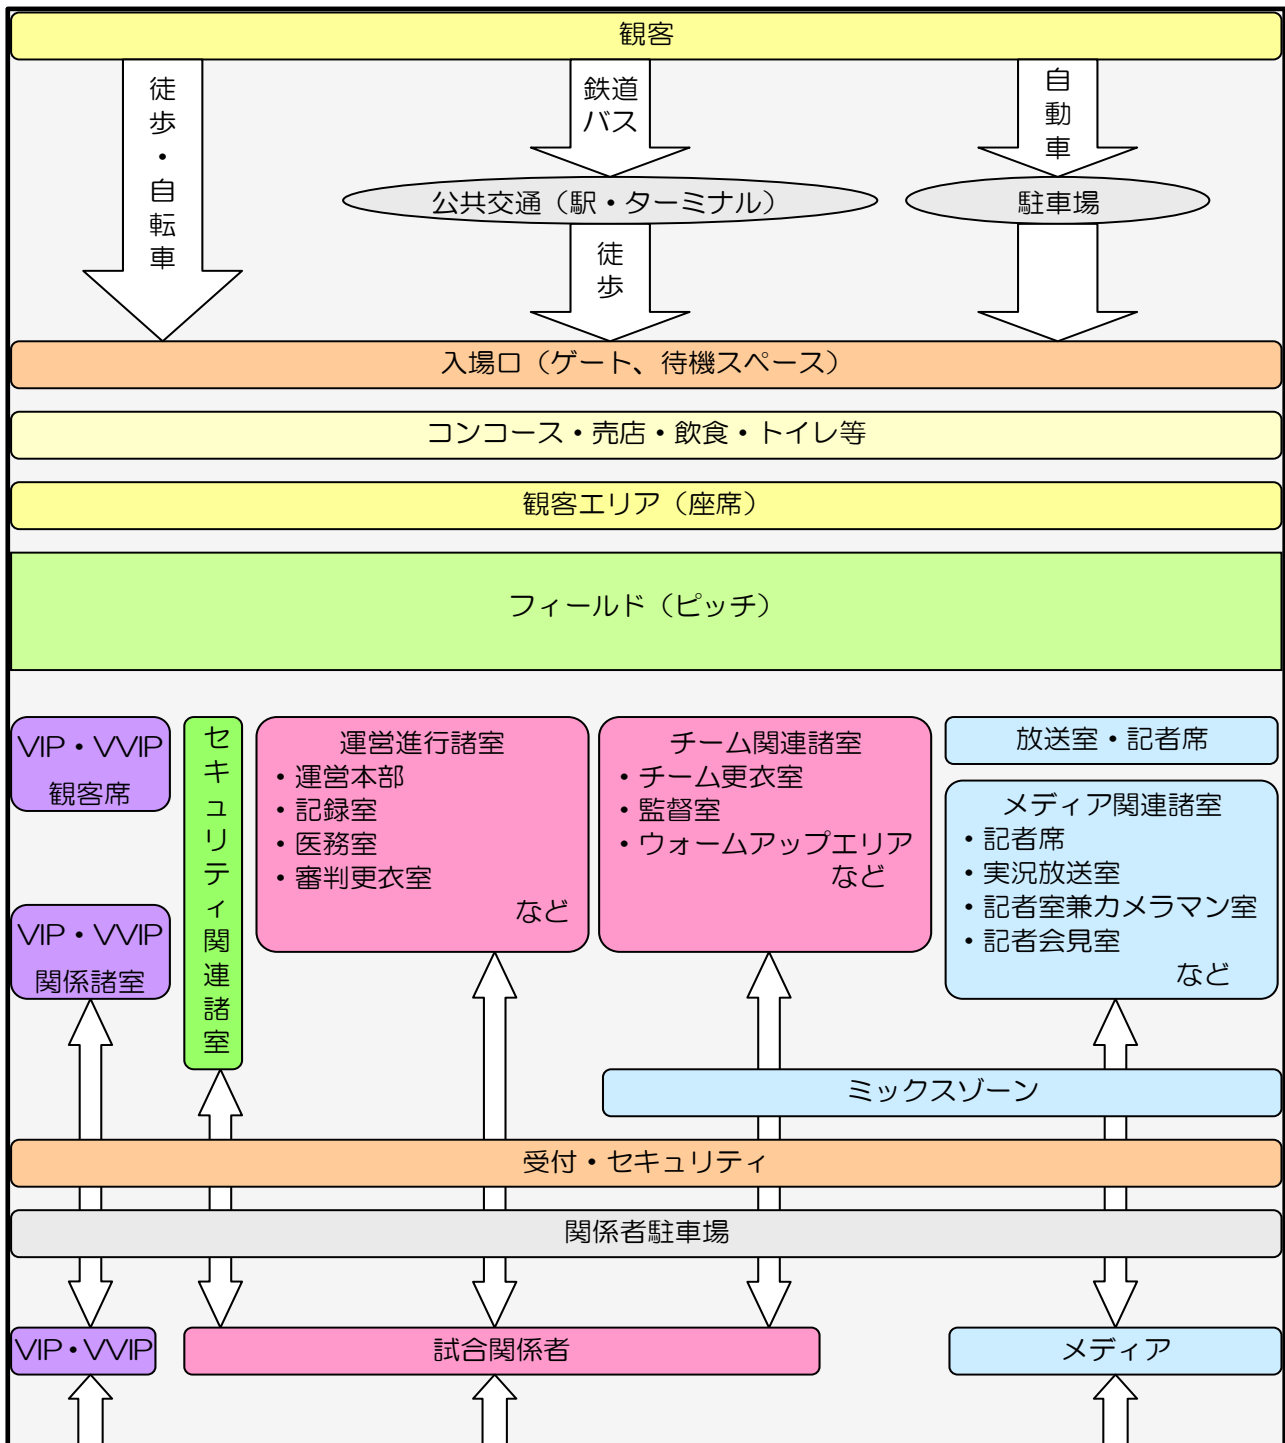 観客
徒歩・自転車
鉄道
バス
自動車
公共交通（駅・ターミナル）
駐車場
徒歩
入場口（ゲート、待機スペース）
コンコース・売店・飲食・トイレ等
観客エリア（座席）
フィールド（ピッチ）
VIP・VVIP
観客席
VIP・VVIP
関係諸室
セキュリティ関連諸室
運営進行諸室
・運営本部
・記録室
・医務室
・審判更衣室
など
チーム関連諸室
・チーム更衣室
・監督室
・ウォームアップエリア
など
放送室・記者席
メディア関連諸室
・記者席
・実況放送室
・記者室兼カメラマン室
・記者会見室
など
ミックスゾーン
受付・セキュリティ
関係者駐車場
VIP・VVIP
試合関係者
メディア